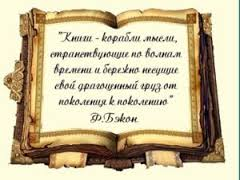 "Книги - корабли мысли,
странствующие по волнам
времени и бережно несущие
свой драгоценный груз от
поколения к поколению"
Ф.Бэкон.